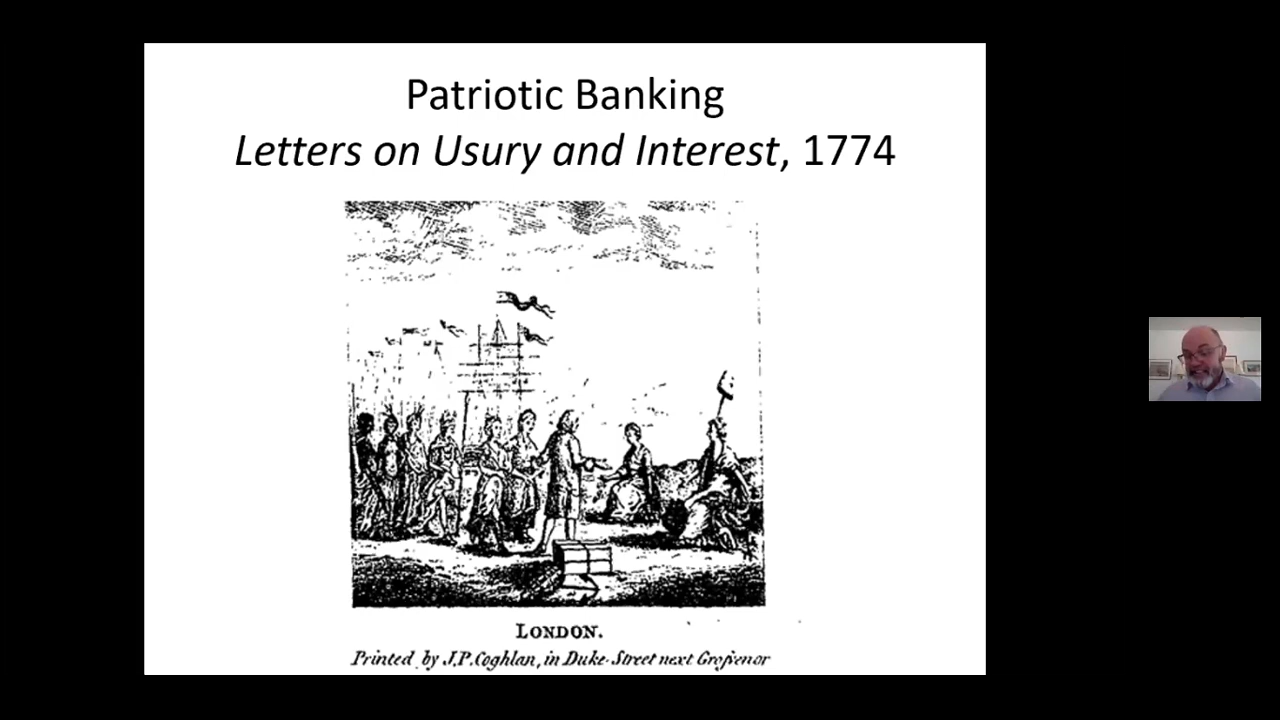 Patriotic Banking
Letters on Usury and Interest, 1774
LONDON.
Printed by J.P. Coghlan, in Duke-Street next Groſvenor